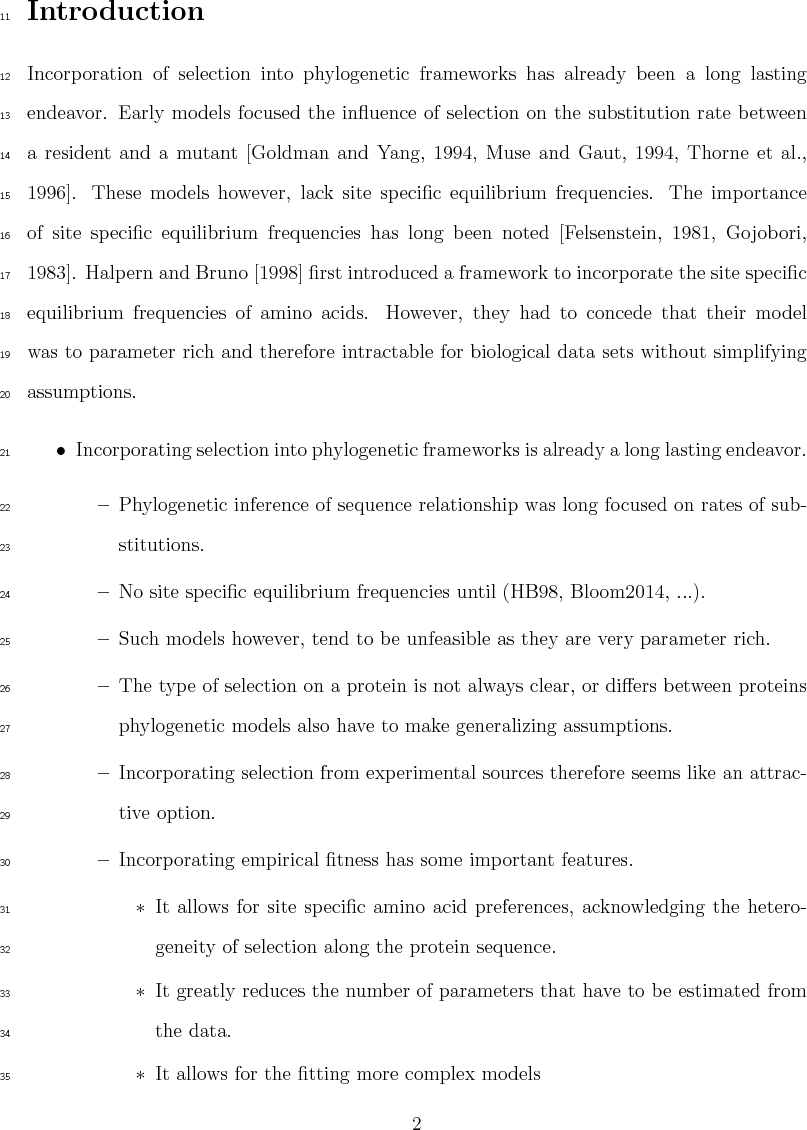 11 Introduction
12 Incorporation of selection into phylogenetic frameworks has already been a long lasting
13 endeavor. Early models focused the influence of selection on the substitution rate between
14 a resident and a mutant [Goldman and Yang, 1994, Muse and Gaut, 1994, Thorne et al.,
15 1996]. These models however, lack site specific equilibrium frequencies. The importance
16 of site specific equilibrium frequencies has long been noted [Felsenstein, 1981, Gojobori,
17 1983]. Halpern and Bruno [1998] first introduced a framework to incorporate the site specific
18 equilibrium frequencies of amino acids. However, they had to concede that their model
19 was to parameter rich and therefore intractable for biological data sets without simplifying
20 assumptions.
21 • Incorporating selection into phylogenetic frameworks is already a long lasting endeavor.
22 – Phylogenetic inference of sequence relationship was long focused on rates of sub-
23 stitutions.
24 – No site specific equilibrium frequencies until (HB98, Bloom2014, ...).
25 – Such models however, tend to be unfeasible as they are very parameter rich.
26 – The type of selection on a protein is not always clear, or differs between proteins
27 phylogenetic models also have to make generalizing assumptions.
28 – Incorporating selection from experimental sources therefore seems like an attrac-
29 tive option.
30 – Incorporating empirical fitness has some important features.
31 ∗ It allows for site specific amino acid preferences, acknowledging the hetero-
32 geneity of selection along the protein sequence.
33 ∗ It greatly reduces the number of parameters that have to be estimated from
34 the data.
35 ∗ It allows for the fitting more complex models
2